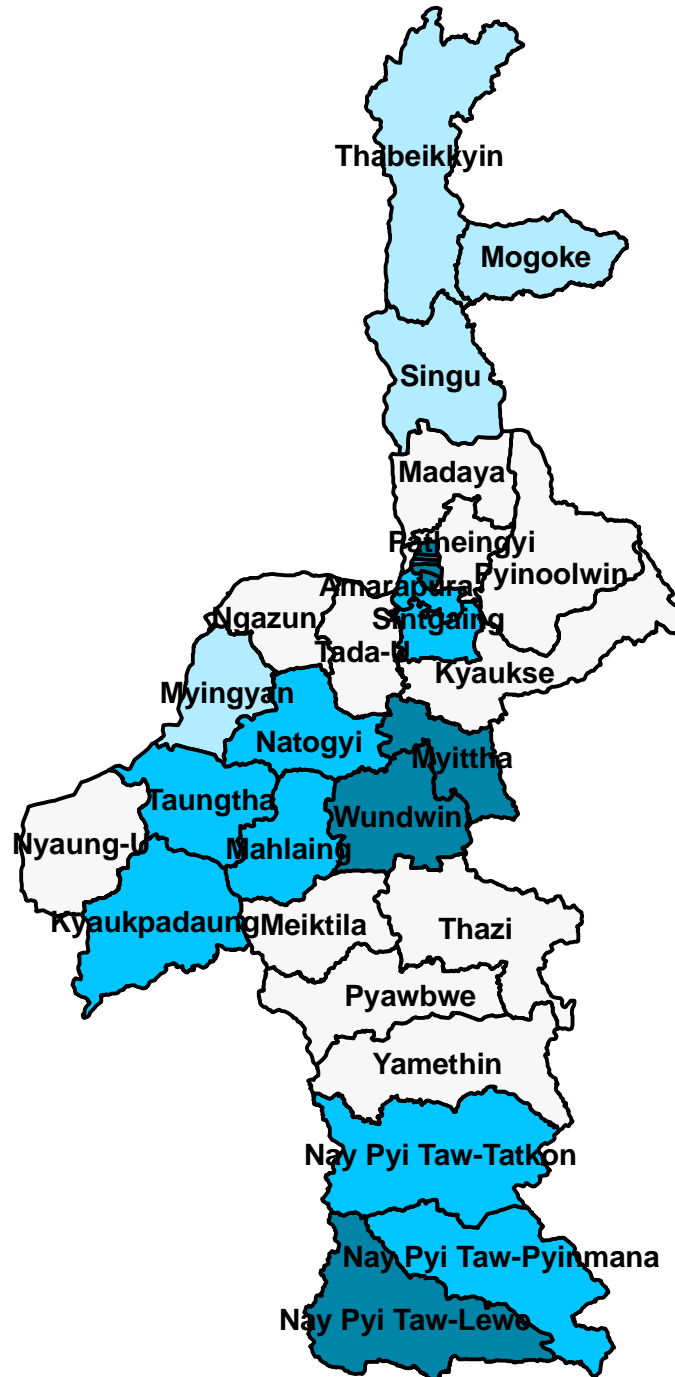 Thabeikkyin
Mogoke
Singu
Madaya
Patheingyi
Pyinoolwin
Amarapura
Sintgaing
Ngazun
Tada-U
Kyaukse
Myingyan
Natogyi
Myittha
Taungtha
Wundwin
Nyaung-U
Mahlaing
Kyaukpadaung
Meiktila
Thazi
Pyawbwe
Yamethin
Nay Pyi Taw-Tatkon
Nay Pyi Taw-Pyinmana
Nay Pyi Taw-Lewe